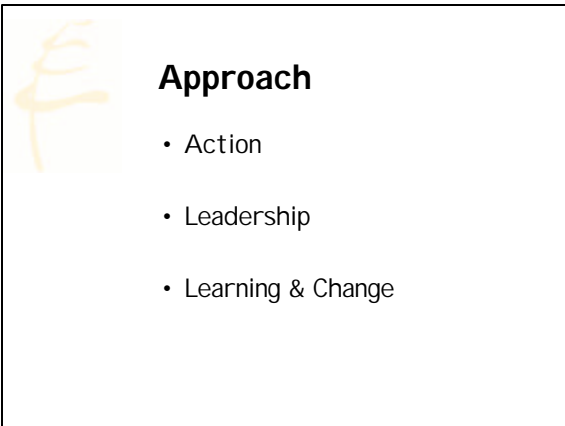 Approach
• Action
• Leadership
• Learning & Change